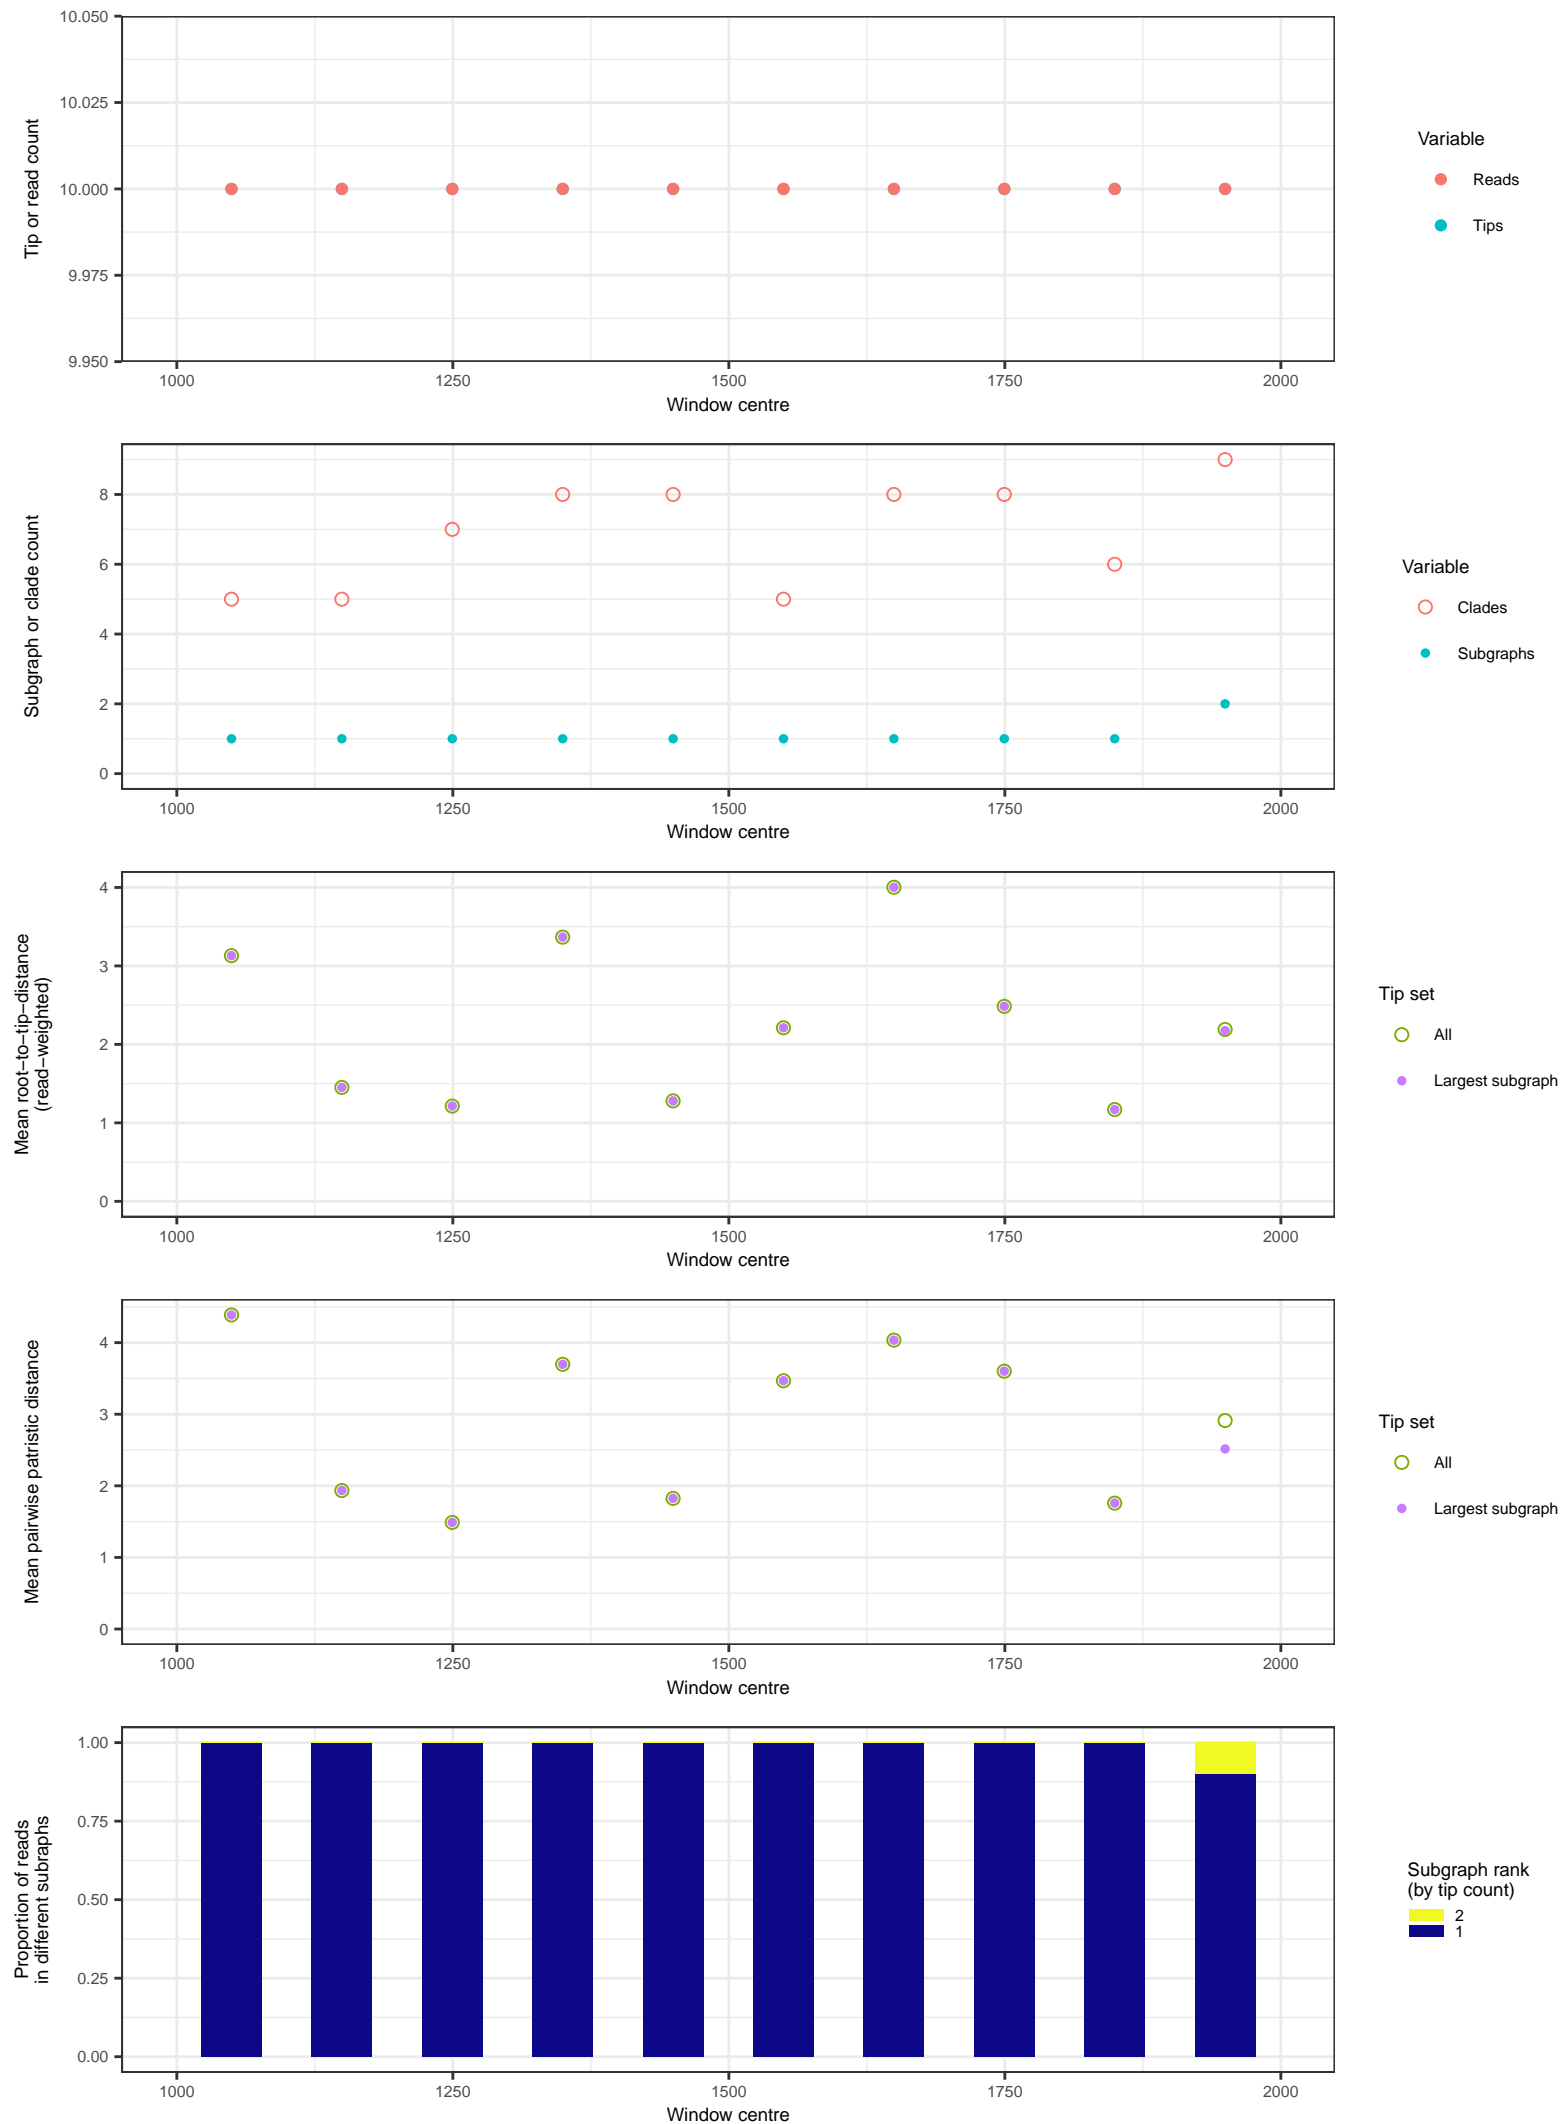 10.050
10.025
10.000
9.975
9.950
Tip or read count
1000 1250 1500 1750 2000
Window centre
Variable
Reads
Tips
8
6
4
2
0
Subgraph or clade count
1000 1250 1500 1750 2000
Window centre
Variable
Clades
Subgraphs
4
3
2
1
0
Mean root−to−tip−distance
(read−weighted)
1000 1250 1500 1750 2000
Window centre
Tip set
All
Largest subgraph
4
3
2
1
0
Mean pairwise patristic distance
1000 1250 1500 1750 2000
Window centre
Tip set
All
Largest subgraph
1.00
0.75
0.50
0.25
0.00
Proportion of reads
in different subraphs
1000 1250 1500 1750 2000
Window centre
Subgraph rank
(by tip count)
2
1